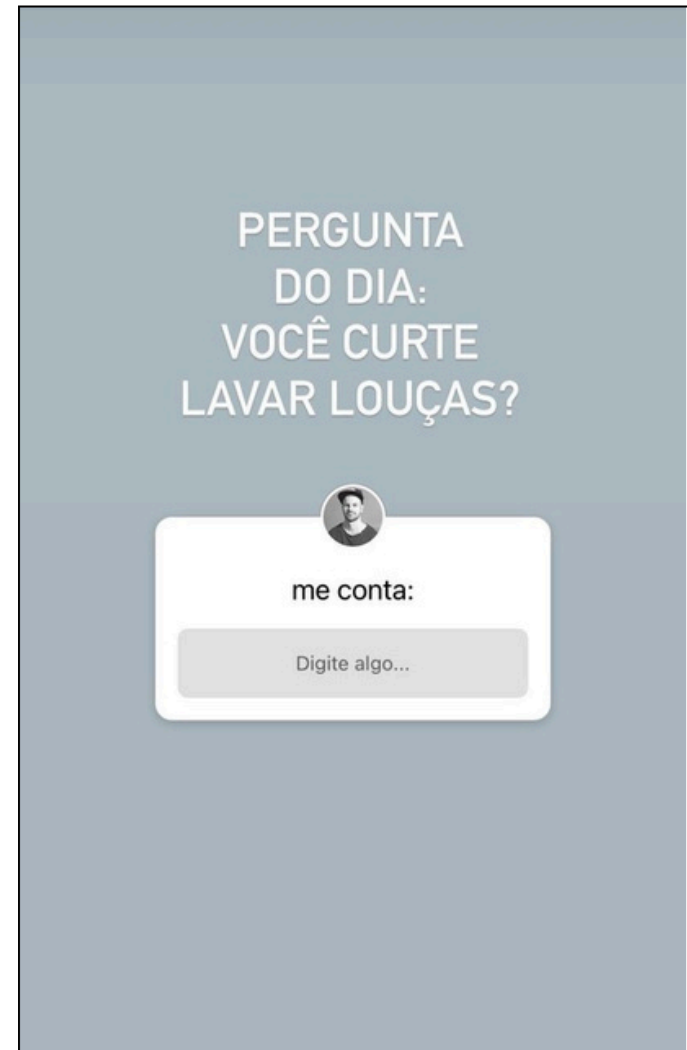 PERGUNTA
DO DIA:
VOCÊ CURTE
LAVAR LOUÇAS?
me conta:
Digite algo...